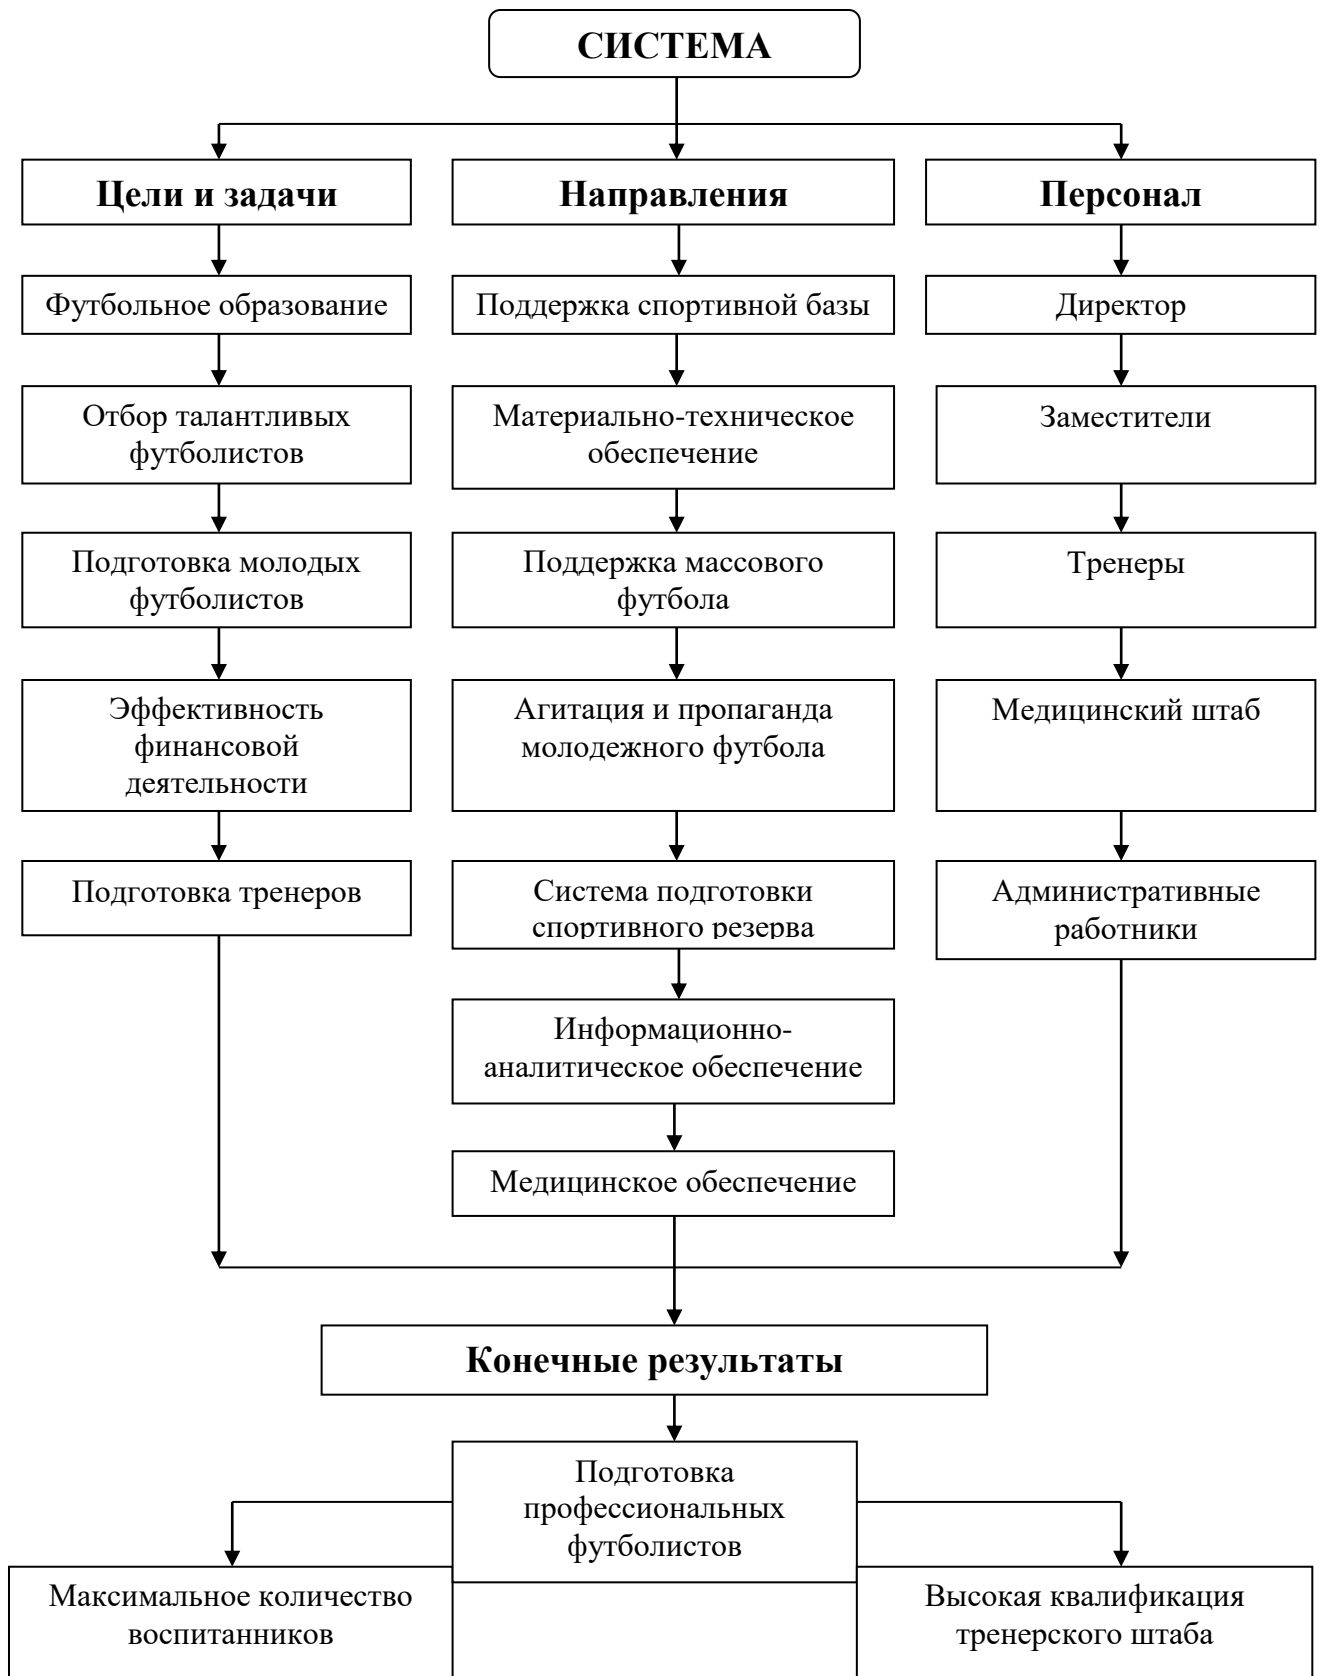 СИСТЕМА
Цели и задачи
Направления
Персонал
Футбольное образование
Поддержка спортивной базы
Директор
Отбор талантливых
футболистов
Материально-техническое
обеспечение
Заместители
Подготовка молодых
футболистов
Поддержка массового
футбола
Тренеры
Эффективность
финансовой
деятельности
Агитация и пропаганда
молодежного футбола
Медицинский штаб
Подготовка тренеров
Система подготовки
спортивного резерва
Административные
работники
Информационно-
аналитическое обеспечение
Медицинское обеспечение
Конечные результаты
Подготовка
профессиональных
футболистов
Максимальное количество
воспитанников
Высокая квалификация
тренерского штаба